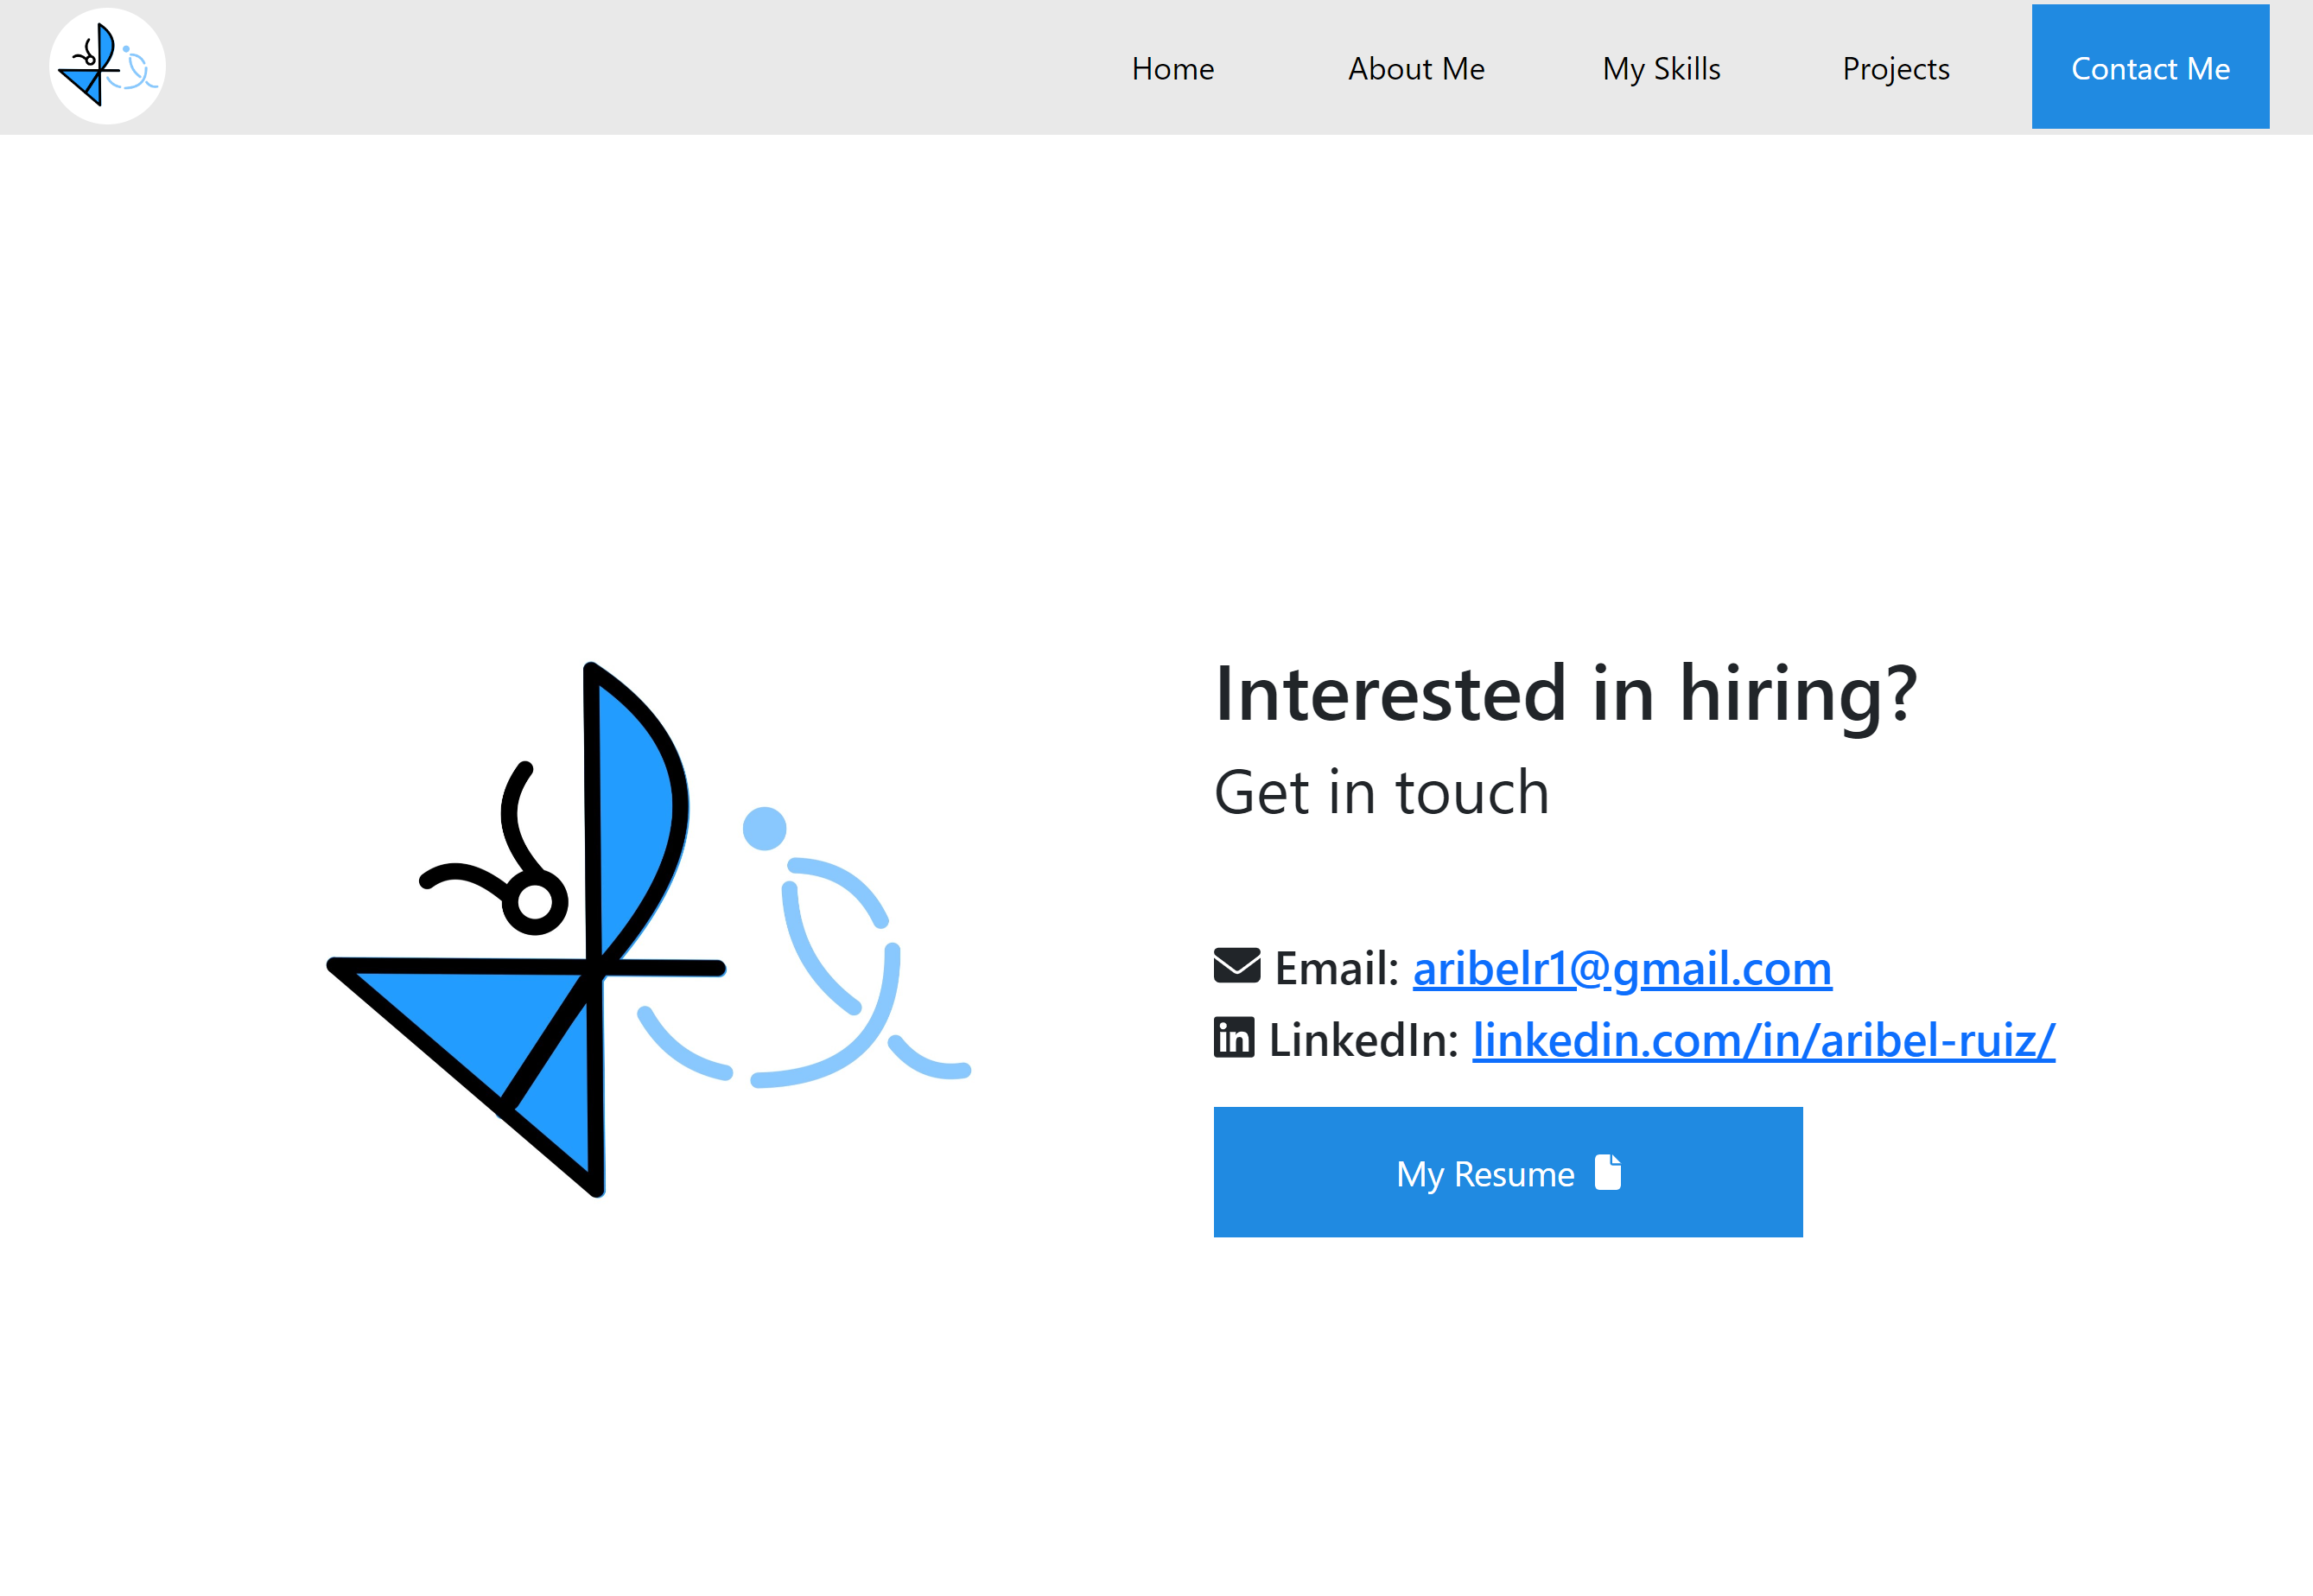 Home About Me My Skills Projects Contact Me
Interested in hiring?
Get in touch
Email: aribelr1@gmail.com
LinkedIn: linkedin.com/in/aribel-ruiz/
My Resume